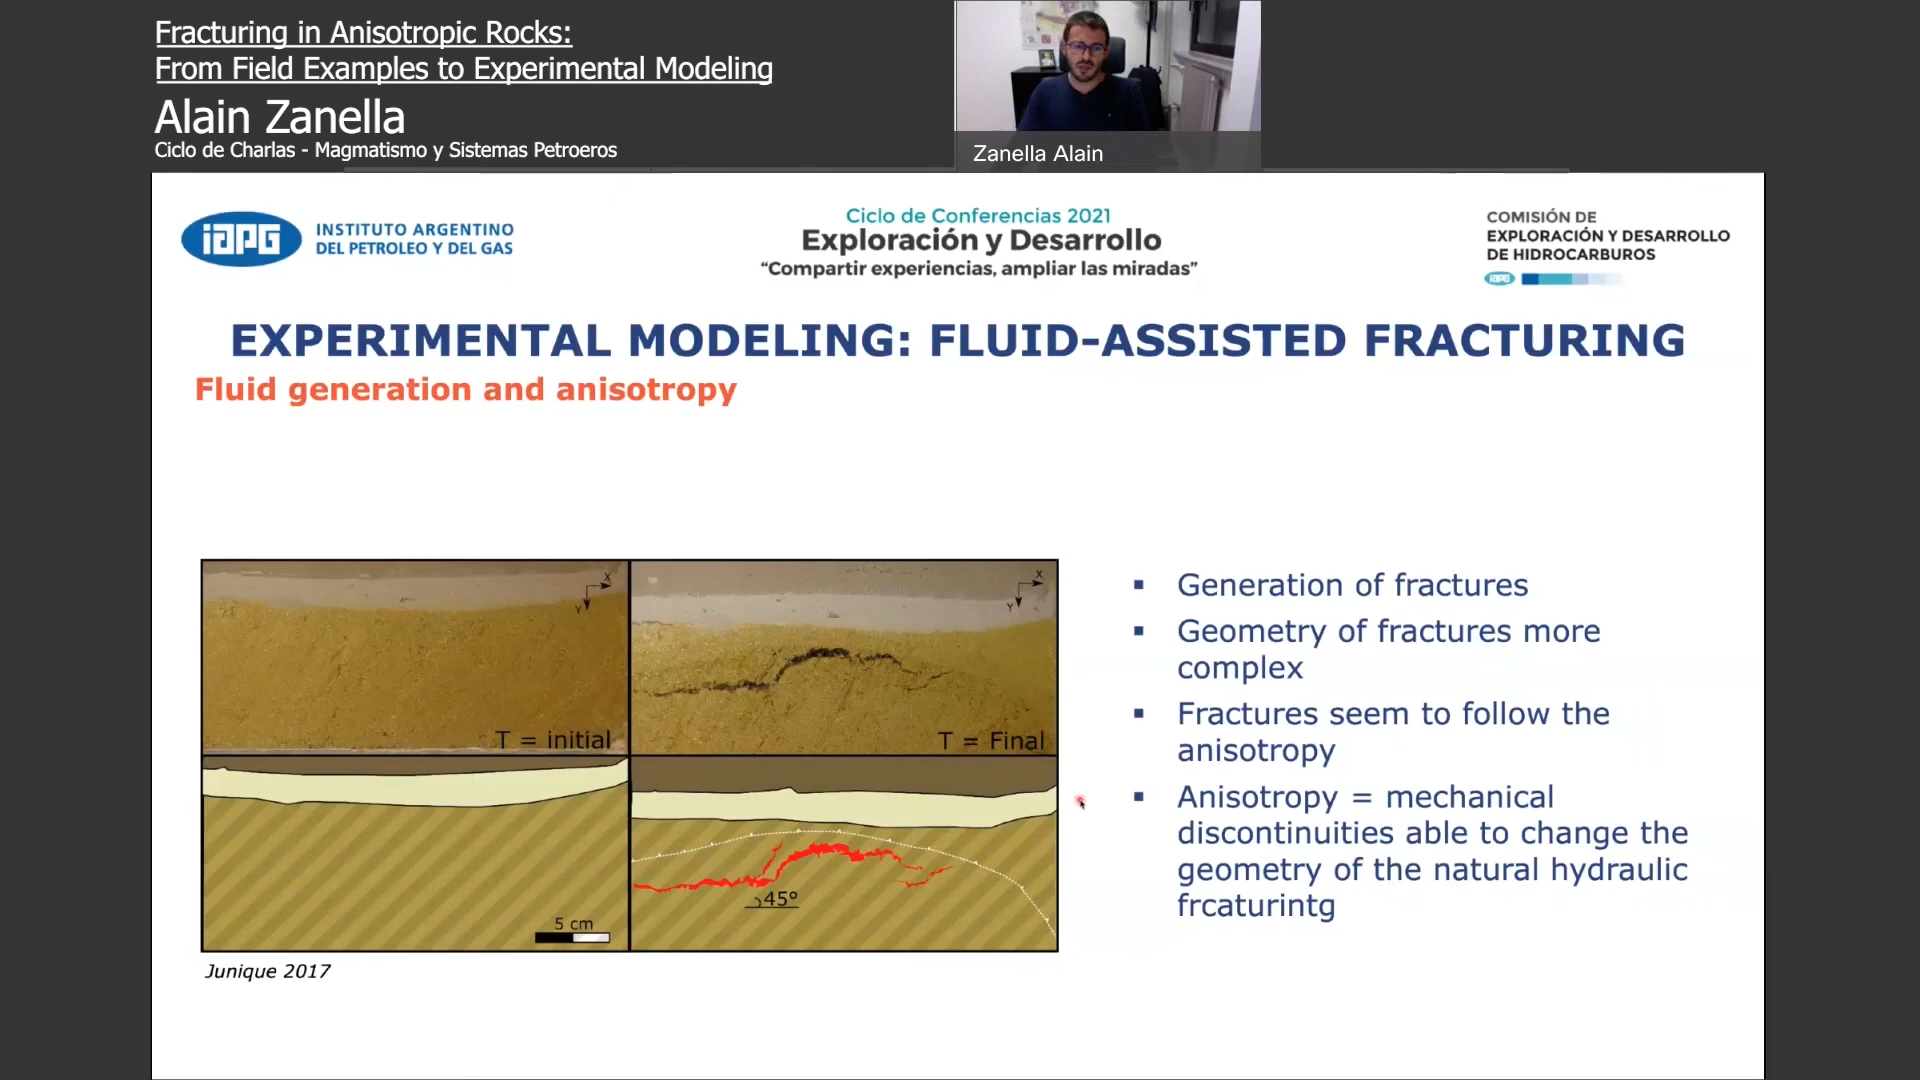 Fracturing in Anisotropic Rocks:
From Field Examples to Experimental Modeling
Alain Zanella
Ciclo de Charlas - Magmatismo y Sistemas Petroeros
Zanella Alain
iapg
INSTITUTO ARGENTINO
DEL PETROLEO Y DEL GAS
Ciclo de Conferencias 2021
Exploración y Desarrollo
“Compartir experiencias, ampliar las miradas”
COMISIÓN DE
EXPLORACIÓN Y DESARROLLO
DE HIDROCARBUROS
iapg
EXPERIMENTAL MODELING: FLUID-ASSISTED FRACTURING
Fluid generation and anisotropy
X
Y
T = initial
X
Y
T = Final
5 cm
45°
Junique 2017
▪ Generation of fractures
▪ Geometry of fractures more
complex
▪ Fractures seem to follow the
anisotropy
▪ Anisotropy = mechanical
discontinuities able to change the
geometry of the natural hydraulic
frcaturintg